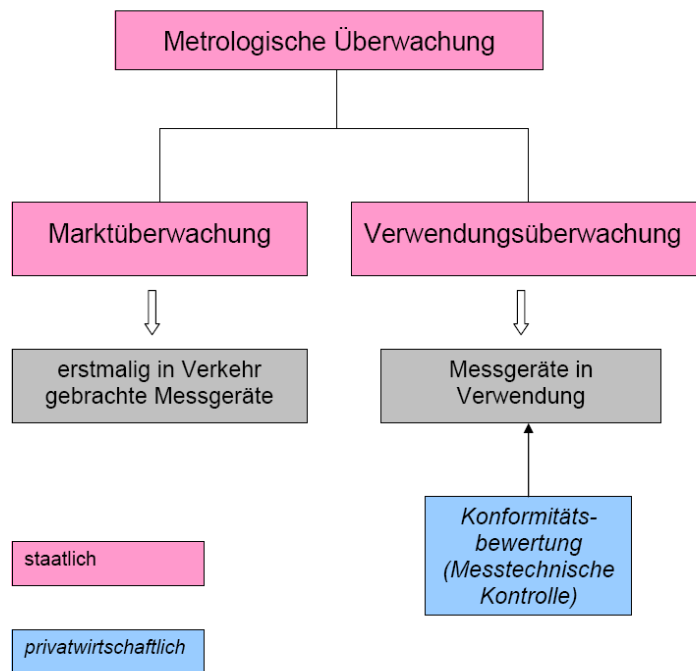 Metrologische Überwachung
Marktüberwachung
Verwendungsüberwachung
erstmalig in Verkehr
gebrachte Messgeräte
Messgeräte in
Verwendung
Konformitäts-
bewertung
(Messtechnische
Kontrolle)
staatlich
privatwirtschaftlich